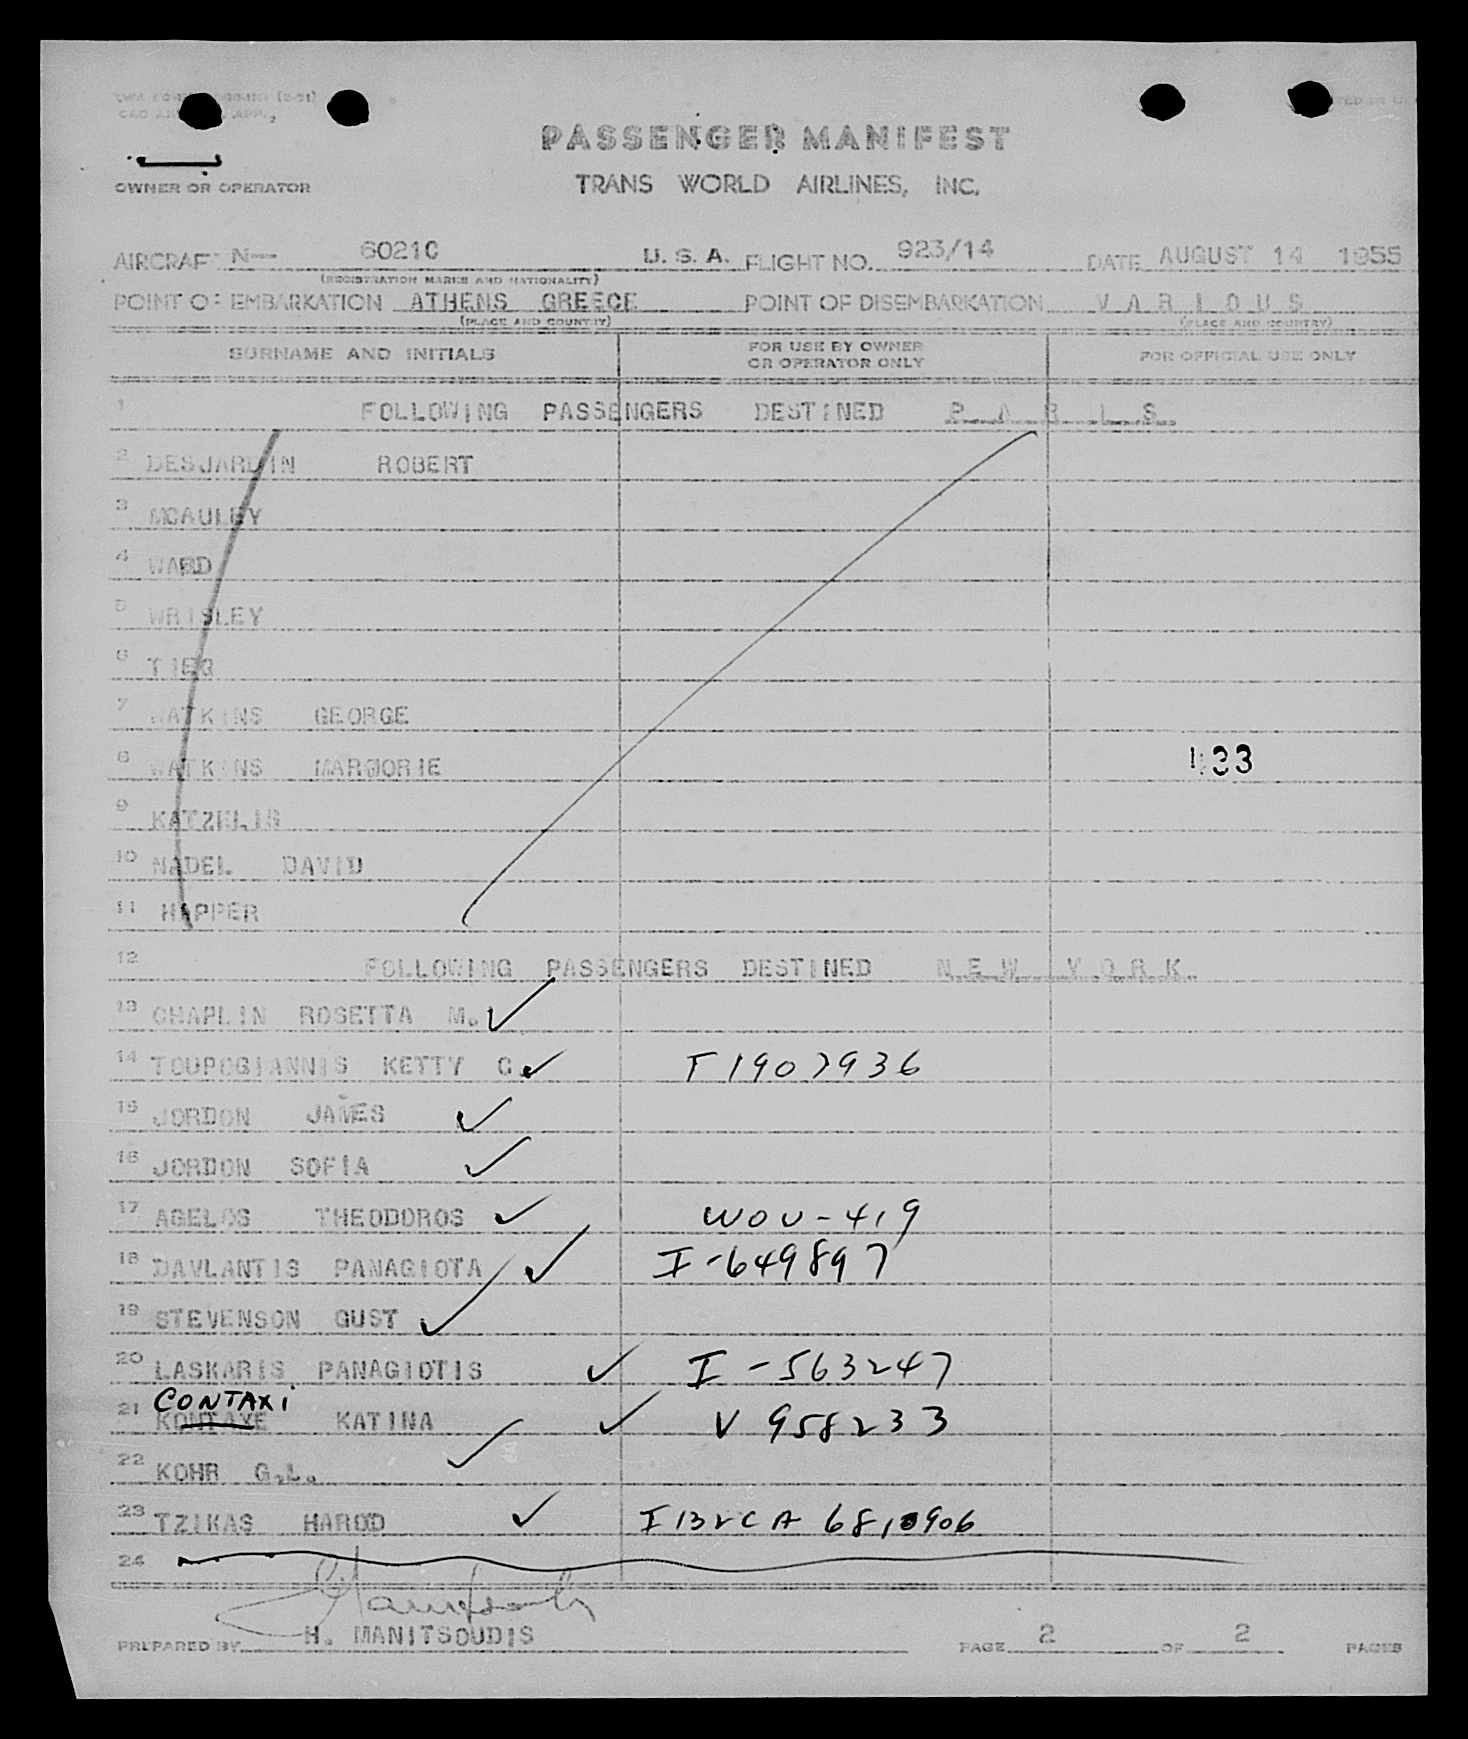 PASSENGER MANIFEST
OWNER OR OPERATOR TRANS WORLD AIRLINES, INC.
AIRCRAFT N— 6021C U. S. A. FLIGHT NO. 923/14 DATE AUGUST 14 1955
(REGISTRATION MARKS AND NATIONALITY)
POINT OF EMBARKATION ATHENS GREECE POINT OF DISEMBARKATION V A R I O U S
(PLACE AND COUNTRY) (PLACE AND COUNTRY)
SURNAME AND INITIALS FOR USE BY OWNER OR OPERATOR ONLY FOR OFFICIAL USE ONLY
1 FOLLOWING PASSENGERS DESTINED P A R I S
2 DESJARDIN ROBERT
3 MCAULEY
4 WARD
5 WRISLEY
6
7 WATKINS GEORGE
8 WATKINS MARJORIE 133
9 KATZELIS
10 NADEL DAVID
11 HAPPER
12 FOLLOWING PASSENGERS DESTINED N E W Y O R K
13 CHAPLIN ROSETTA M. ✓
14 TOUPOGIANNIS KETTY C. ✓ T 1907936
15 JORDON JAMES ✓
16 JORDON SOFIA ✓
17 AGELOS THEODOROS ✓ WOU-419
18 DAVLANTIS PANAGIOTA ✓ I-649897
19 STEVENSON GUST ✓
20 LASKARIS PANAGIOTIS ✓ I-563247
CONTAXI
21 KONTAXE KATINA ✓ V 958233
22 KOHR G.L. ✓
23 TZIKAS HAROD ✓
24
PREPARED BY H. MANITSOUDIS PAGE 2 OF 2 PAGES